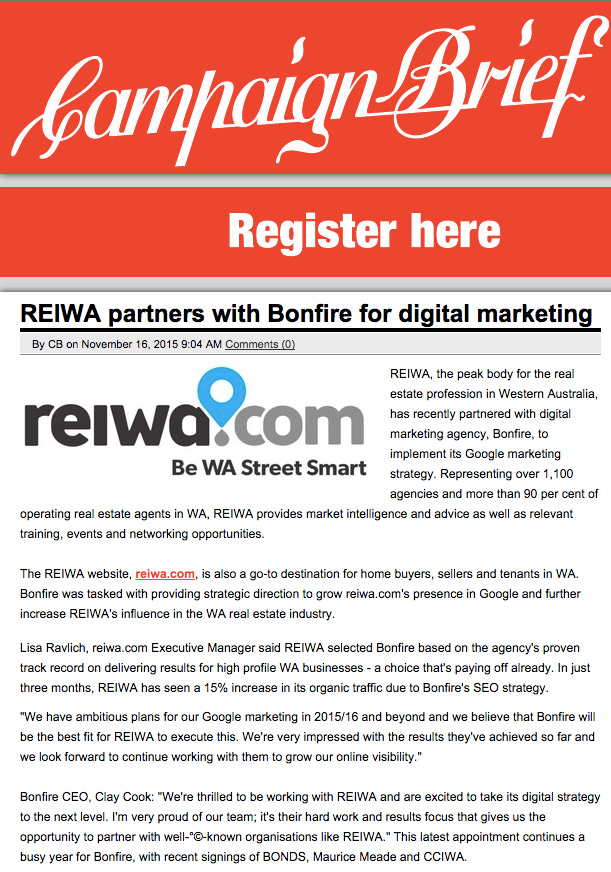 Campaign Brief
Register here
REIWA partners with Bonfire for digital marketing
By CB on November 16, 2015 9:04 AM Comments (0)
reiwa.com
Be WA Street Smart
REIWA, the peak body for the real
estate profession in Western Australia,
has recently partnered with digital
marketing agency, Bonfire, to
implement its Google marketing
strategy. Representing over 1,100
agencies and more than 90 per cent of
operating real estate agents in WA, REIWA provides market intelligence and advice as well as relevant
training, events and networking opportunities.
The REIWA website, reiwa.com, is also a go-to destination for home buyers, sellers and tenants in WA.
Bonfire was tasked with providing strategic direction to grow reiwa.com's presence in Google and further
increase REIWA's influence in the WA real estate industry.
Lisa Ravlich, reiwa.com Executive Manager said REIWA selected Bonfire based on the agency's proven
track record on delivering results for high profile WA businesses - a choice that's paying off already. In just
three months, REIWA has seen a 15% increase in its organic traffic due to Bonfire's SEO strategy.
"We have ambitious plans for our Google marketing in 2015/16 and beyond and we believe that Bonfire will
be the best fit for REIWA to execute this. We're very impressed with the results they've achieved so far and
we look forward to continue working with them to grow our online visibility."
Bonfire CEO, Clay Cook: "We're thrilled to be working with REIWA and are excited to take its digital strategy
to the next level. I'm very proud of our team; it's their hard work and results focus that gives us the
opportunity to partner with well-°©-known organisations like REIWA." This latest appointment continues a
busy year for Bonfire, with recent signings of BONDS, Maurice Meade and CCIWA.